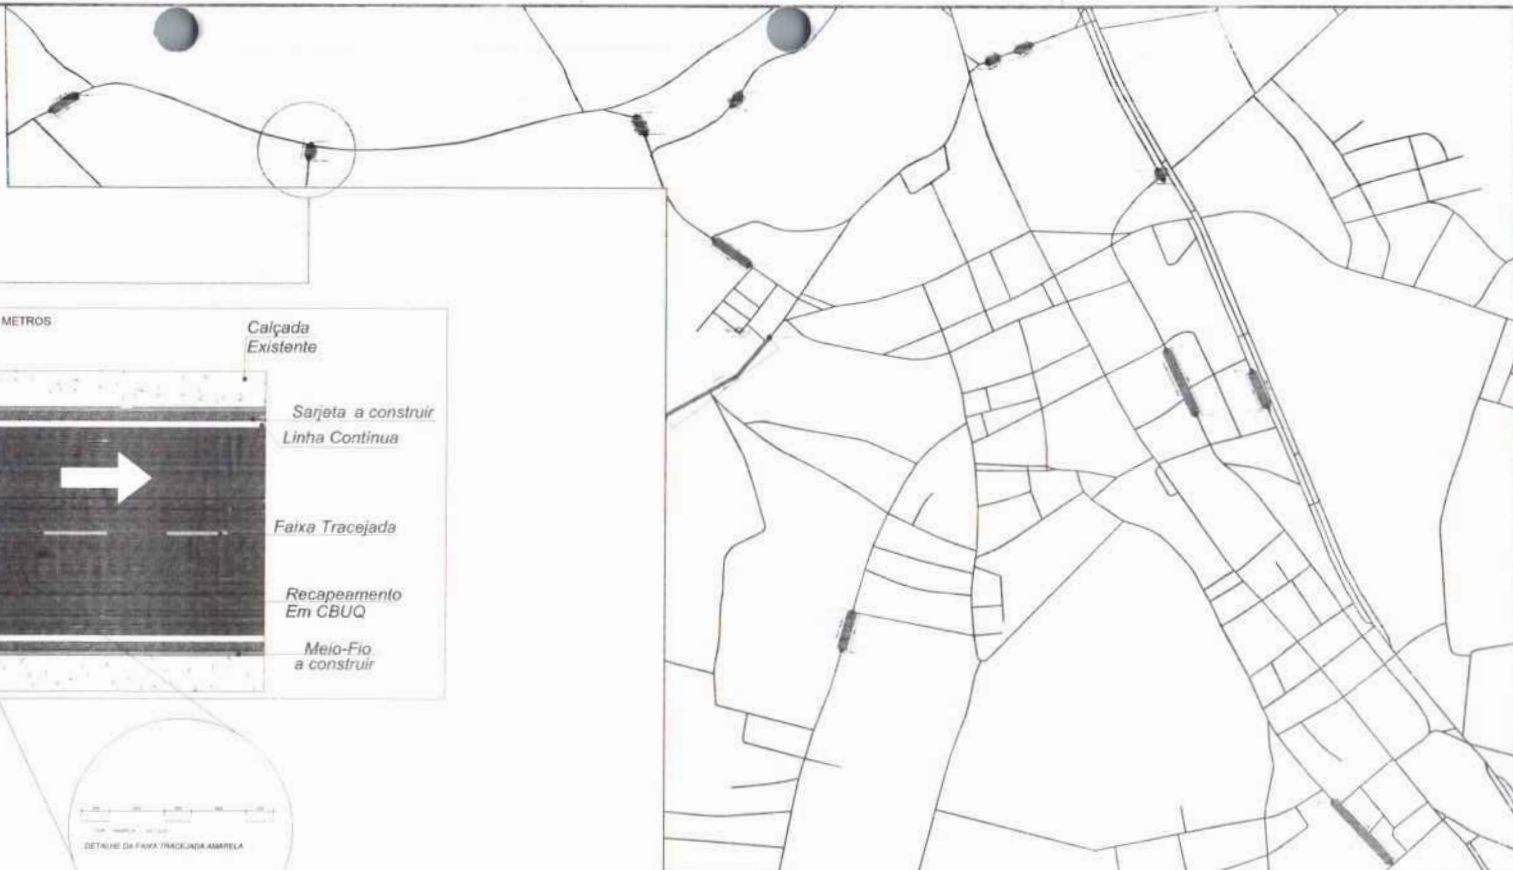 METROS
Calçada
Existente
Sarjeta a construir
Linha Continua
Faixa Tracejada
Recapeamento
Em CBUQ
Meio-Fio
a construir
DETALHE DA FAIXA TRACEJADA AMARELA